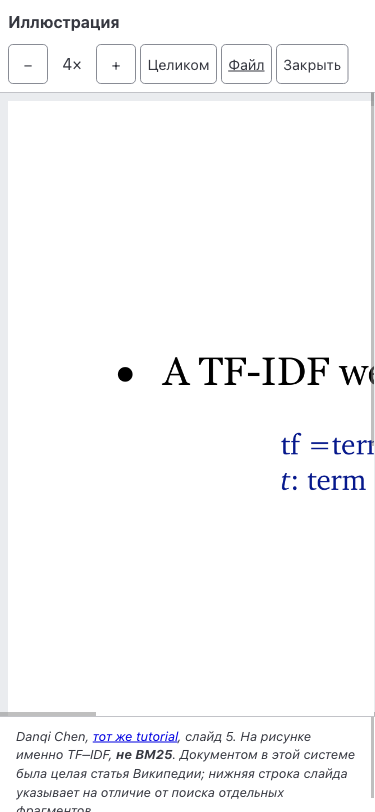 Иллюстрация
− 4× + Целиком Файл Закрыть
• A TF-IDF we
tf =terr
t: term
Danqi Chen, тот же tutorial, слайд 5. На рисунке
именно TF–IDF, не BM25. Документом в этой системе
была целая статья Википедии; нижняя строка слайда
указывает на отличие от поиска отдельных
фрагментов.